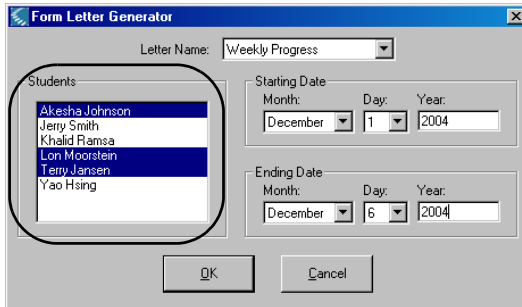 Form Letter Generator
Letter Name: Weekly Progress
Students
Akesha Johnson
Jerry Smith
Khalid Ramsa
Lon Moorstein
Terry Jansen
Yao Hsing
Starting Date
Month: Day: Year:
December 1 2004
Ending Date
Month: Day: Year:
December 6 2004
OK Cancel